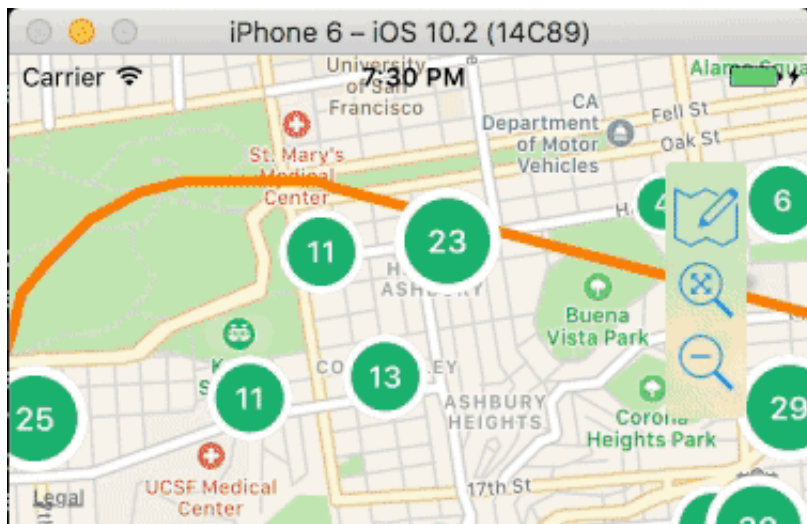 iPhone 6 – iOS 10.2 (14C89)
Carrier
7:30 PM
University
of San
Francisco
CA
Department
of Motor
Vehicles
Fell St
Oak St
St. Mary's
Medical
Center
6
11
23
ASHBURY
Buena
Vista Park
13
11
25
ASHBURY
HEIGHTS
Corona
Heights Park
29
UCSF Medical
Center
17th St
Legal